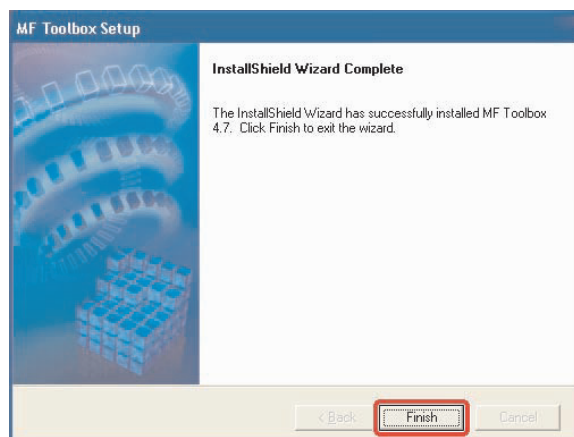 MF Toolbox Setup
InstallShield Wizard Complete
The InstallShield Wizard has successfully installed MF Toolbox
4.7. Click Finish to exit the wizard.
< Back
Finish
Cancel